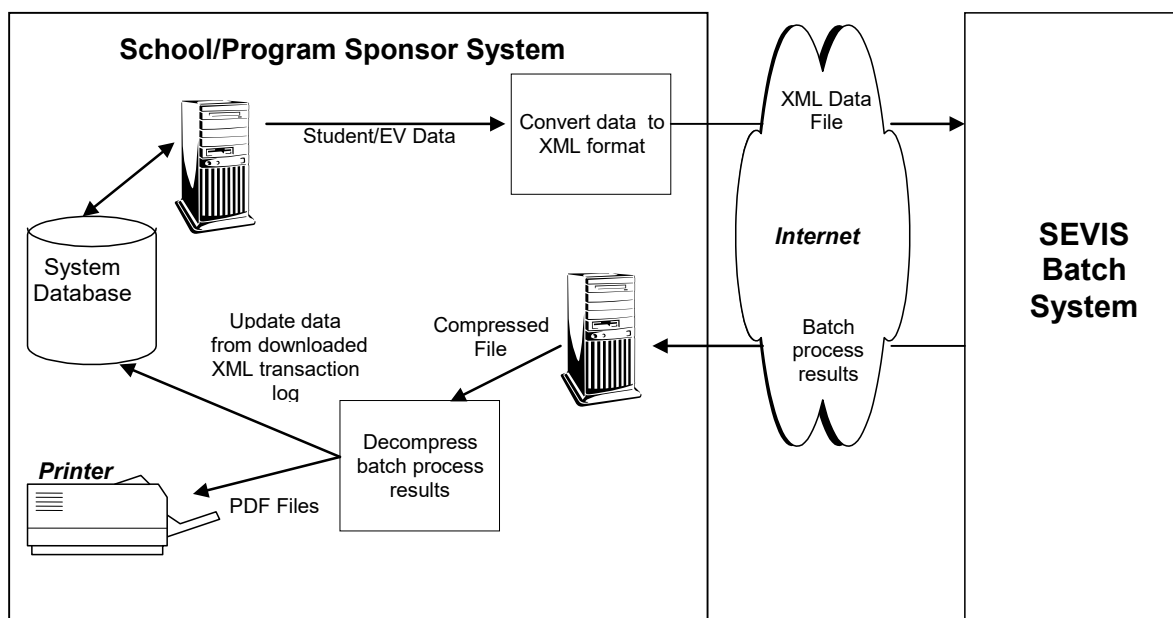 School/Program Sponsor System
Student/EV Data
Convert data to
XML format
XML Data
File
Internet
SEVIS
Batch
System
System
Database
Update data
from downloaded
XML transaction
log
Compressed
File
Batch
process
results
Decompress
batch process
results
Printer
PDF Files